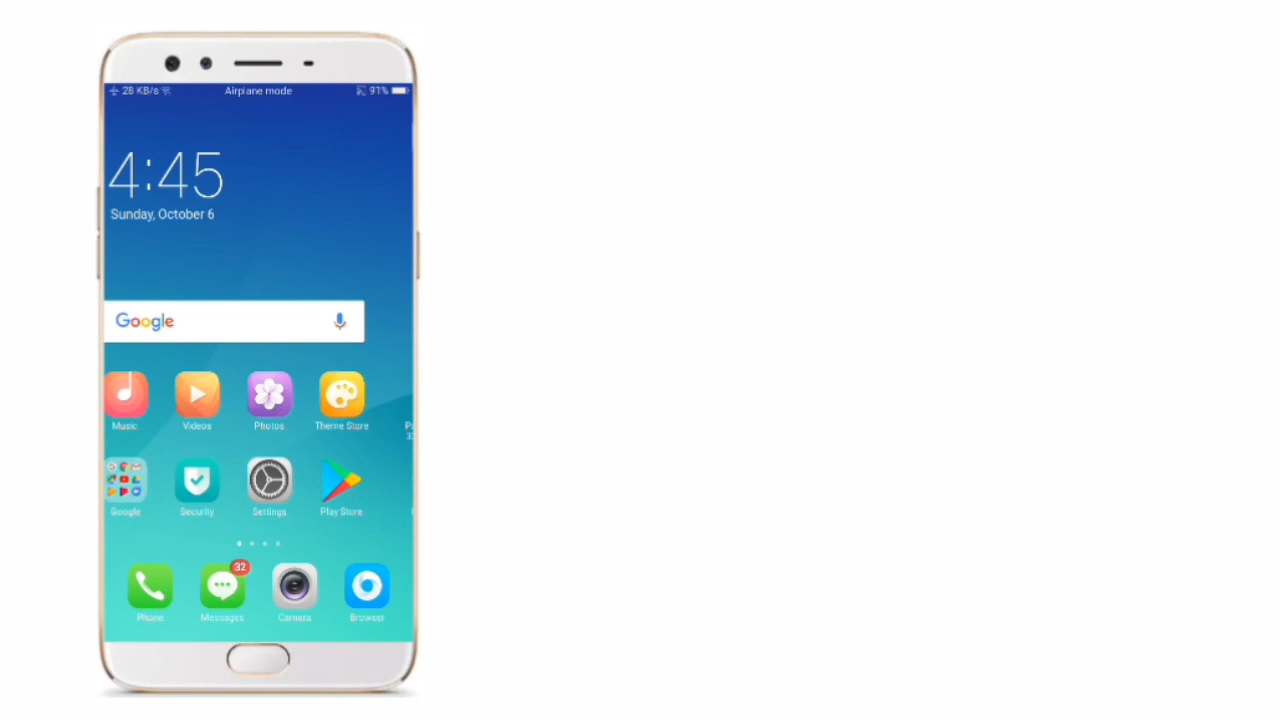 28 KB/s Airplane mode 91%
4:45
Sunday, October 6
Google
Music Videos Photos Theme Store
Google Security Settings Play Store
32
Phone Messages Camera Browser